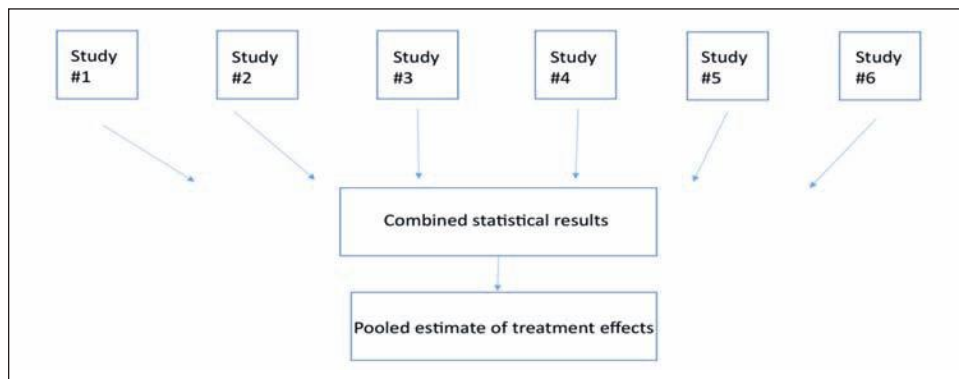 Study
#1
Study
#2
Study
#3
Study
#4
Study
#5
Study
#6
Combined statistical results
Pooled estimate of treatment effects